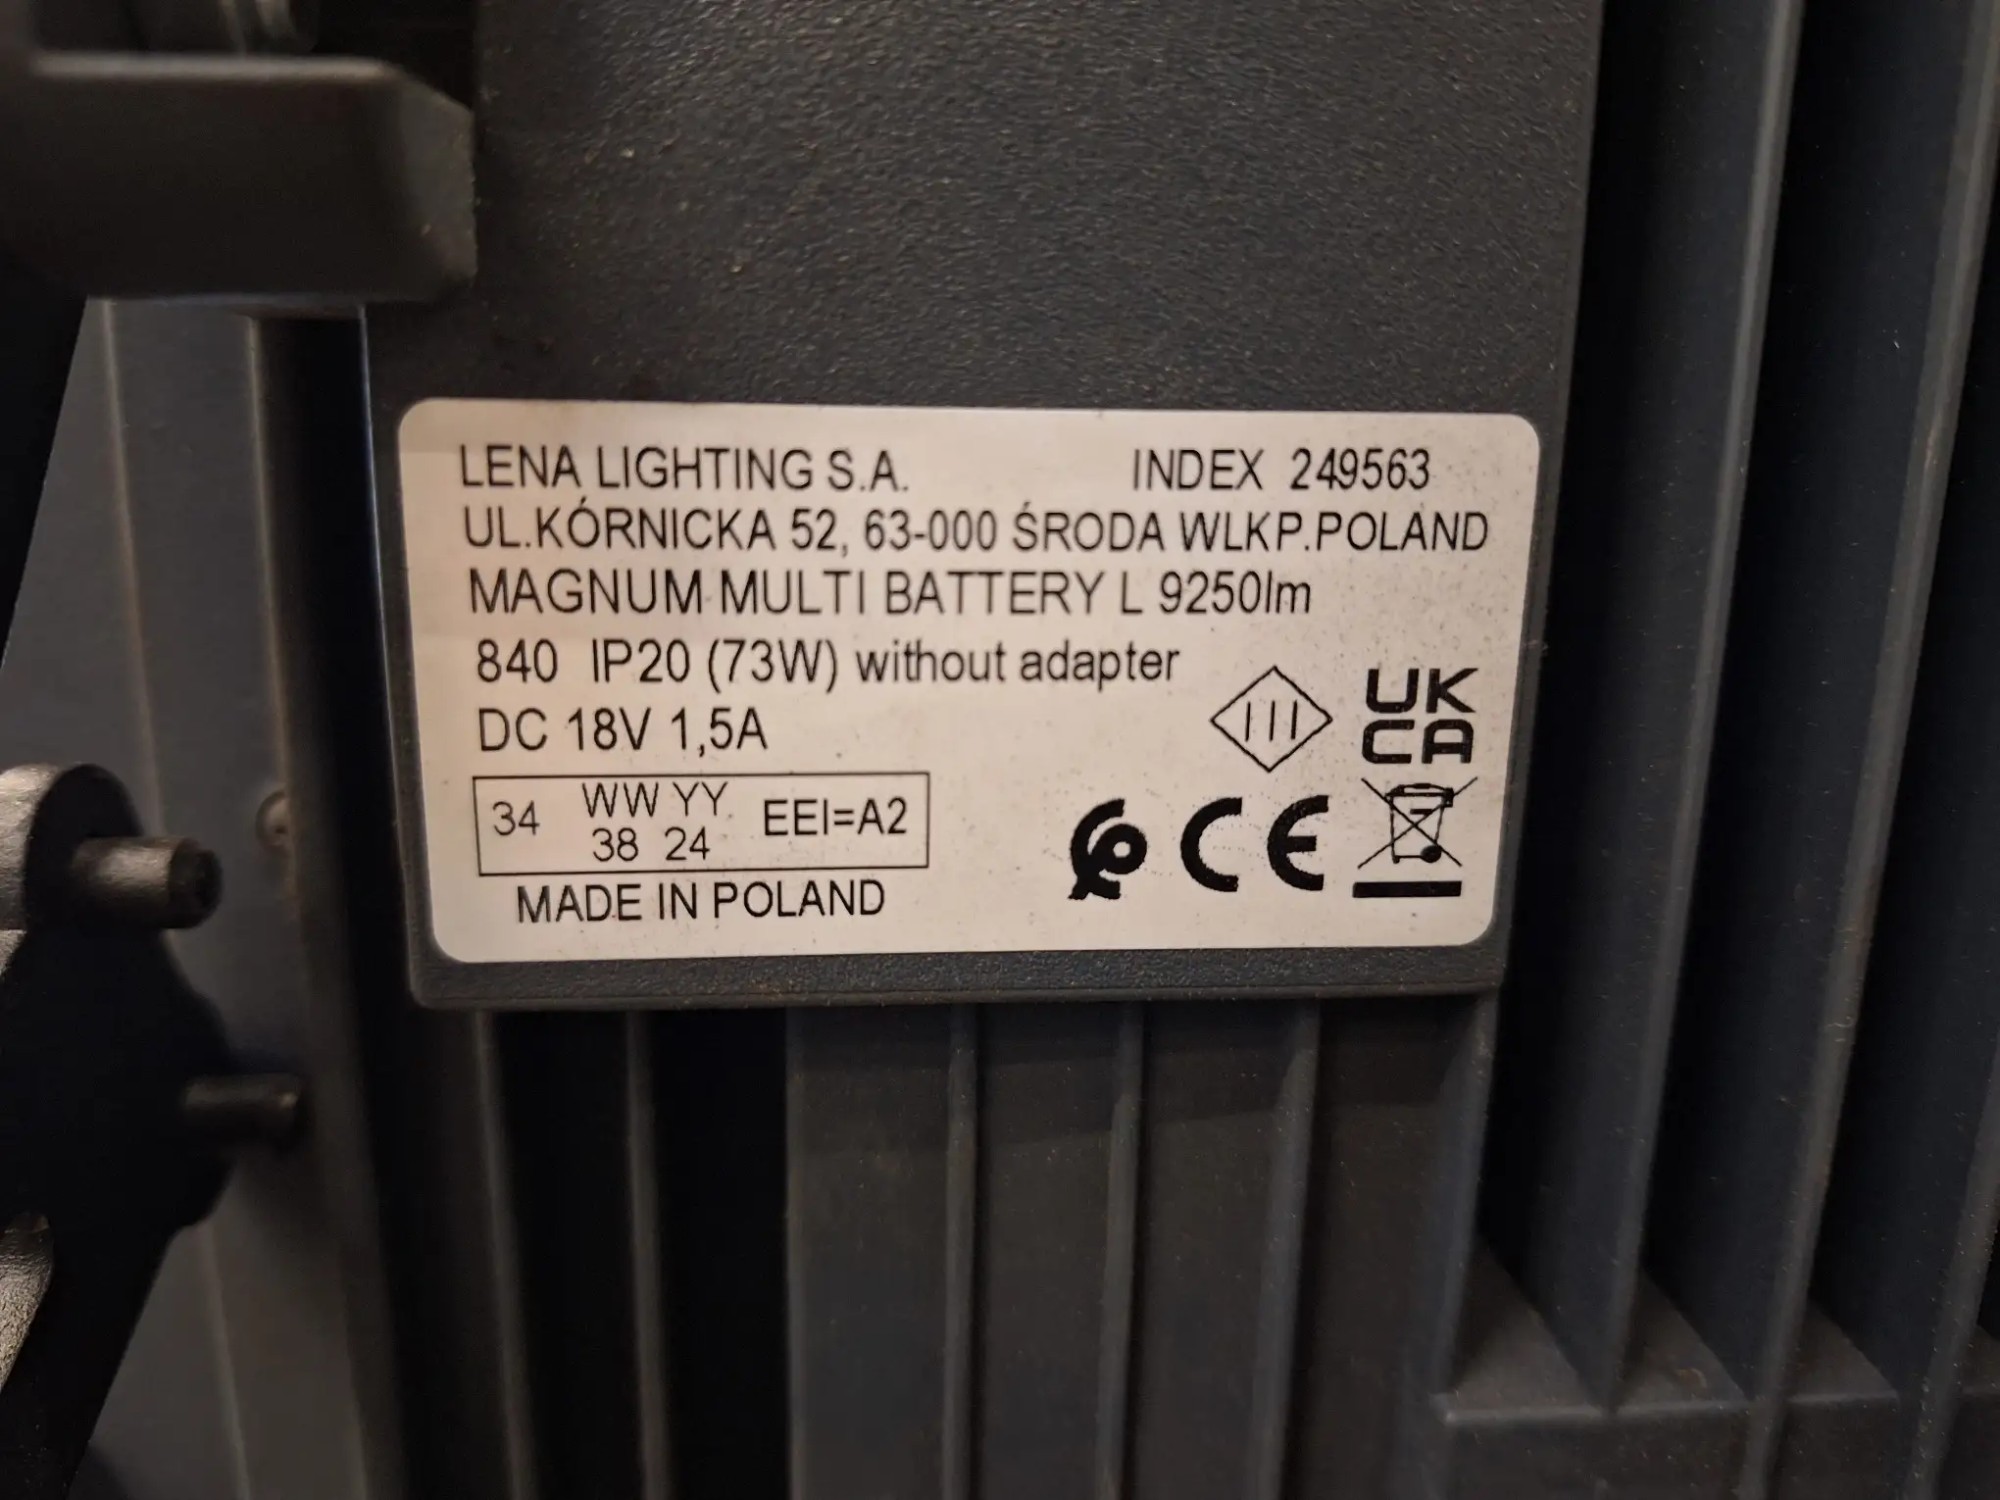 LENA LIGHTING S.A. INDEX 249563
UL.KÓRNICKA 52, 63-000 ŚRODA WLKP.POLAND
MAGNUM MULTI BATTERY L 9250lm
840 IP20 (73W) without adapter
DC 18V 1,5A
UK
CA
34 WW YY EEI=A2
38 24
CE
MADE IN POLAND